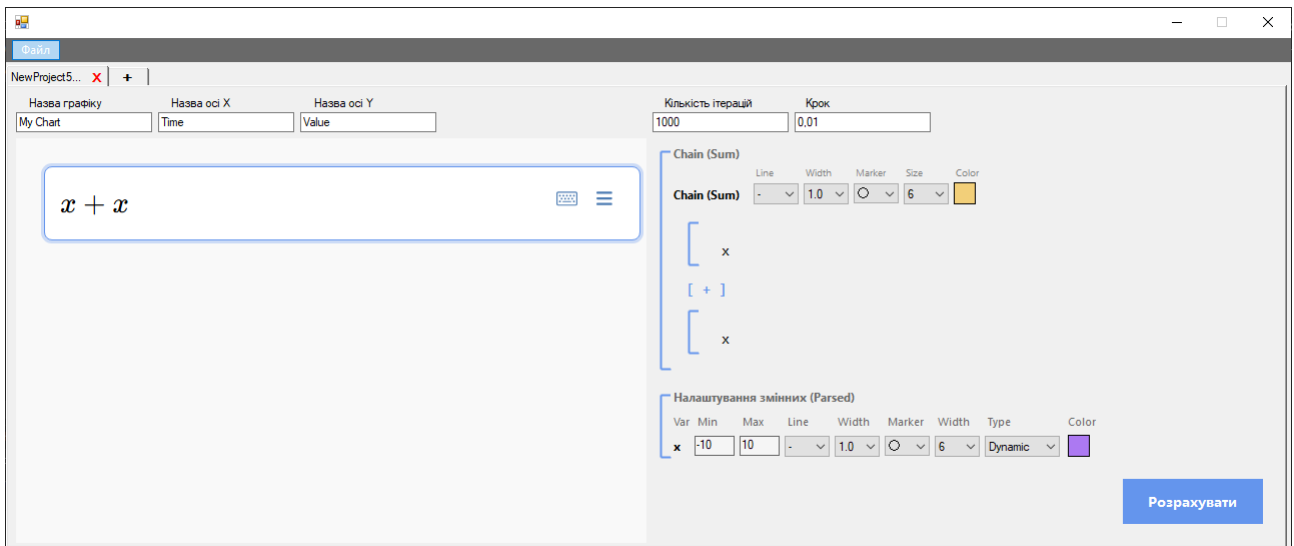 Файл
NewProject5... X +
Назва графіку Назва осі X Назва осі Y Кількість ітерацій Крок
My Chart Time Value 1000 0,01
x + x
Chain (Sum)
Line Width Marker Size Color
Chain (Sum) - 1.0 6
x
[ + ]
x
Налаштування змінних (Parsed)
Var Min Max Line Width Marker Width Type Color
x -10 10 - 1.0 6 Dynamic
Розрахувати